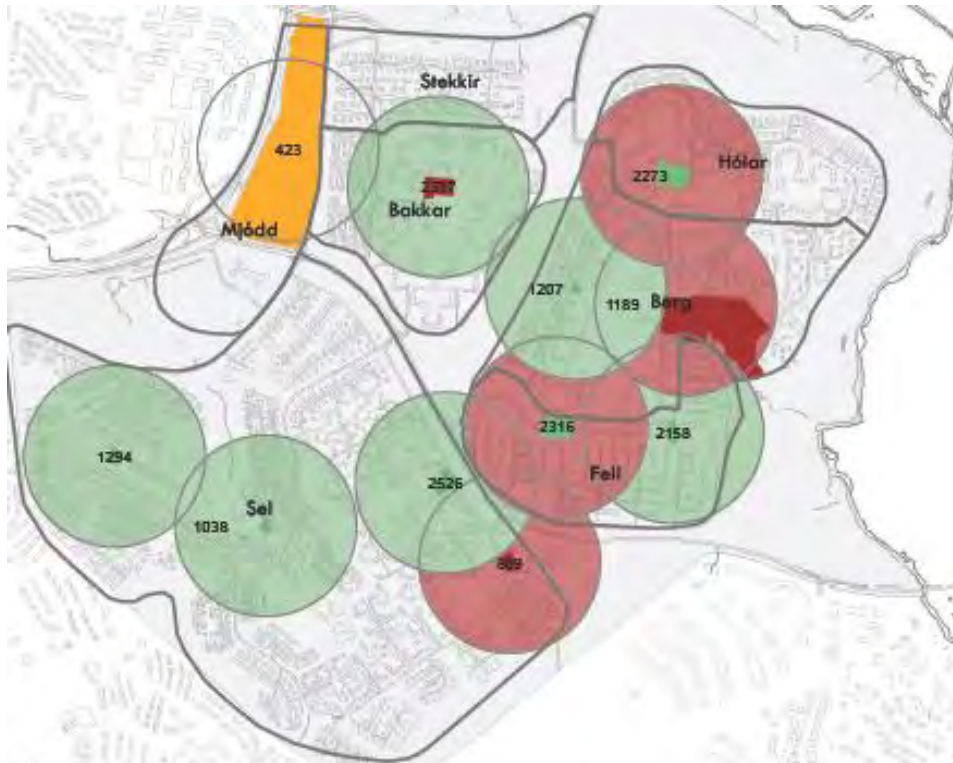 Stekkir
423
2273
Hólar
Bakkar
Mjódd
1207
1189
Berg
2316
2158
Fell
1294
2526
Sel
1038